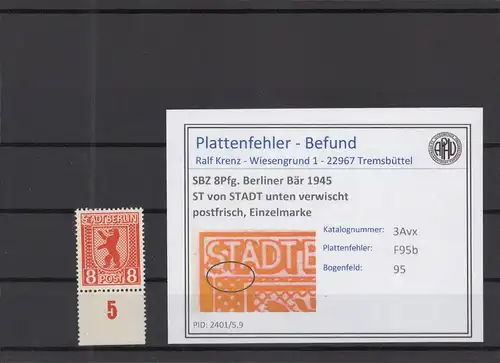 STADT BERLIN
8 POST 8
5
Plattenfehler - Befund
Ralf Krenz - Wiesengrund 1 - 22967 Tremsbüttel
SBZ 8Pfg. Berliner Bär 1945
ST von STADT unten verwischt
postfrisch, Einzelmarke
Katalognummer: 3Avx
Plattenfehler: F95b
Bogenfeld: 95
STADT B
PID: 2401/5.9